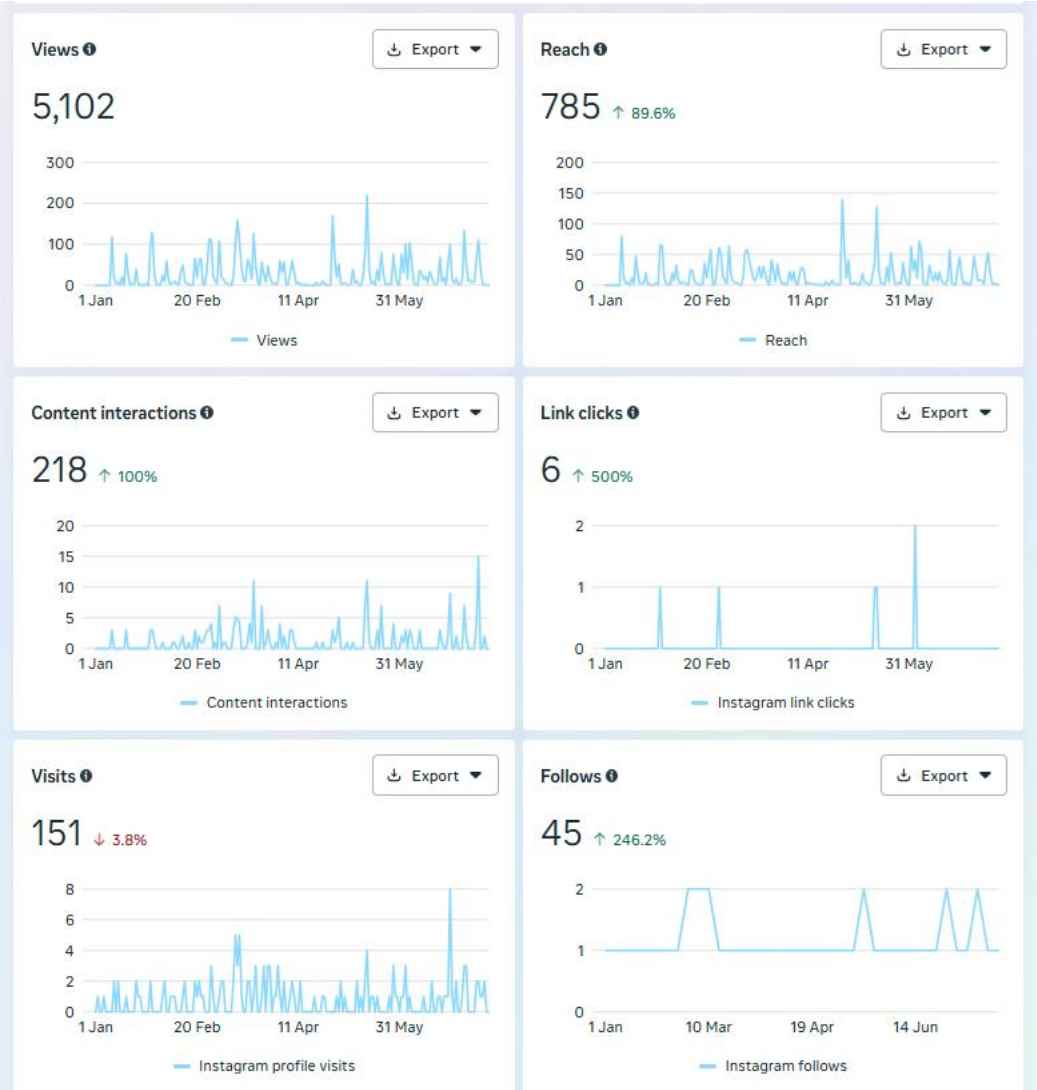 Views
Export
5,102
300
200
100
0
1 Jan
20 Feb
11 Apr
31 May
Views
Reach
Export
785 ↑ 89.6%
200
150
100
50
0
1 Jan
20 Feb
11 Apr
31 May
Reach
Content interactions
Export
218 ↑ 100%
20
15
10
5
0
1 Jan
20 Feb
11 Apr
31 May
Content interactions
Link clicks
Export
6 ↑ 500%
2
1
0
1 Jan
20 Feb
11 Apr
31 May
Instagram link clicks
Visits
Export
151 ↓ 3.8%
8
6
4
2
0
1 Jan
20 Feb
11 Apr
31 May
Instagram profile visits
Follows
Export
45 ↑ 246.2%
2
1
0
1 Jan
10 Mar
19 Apr
14 Jun
Instagram follows